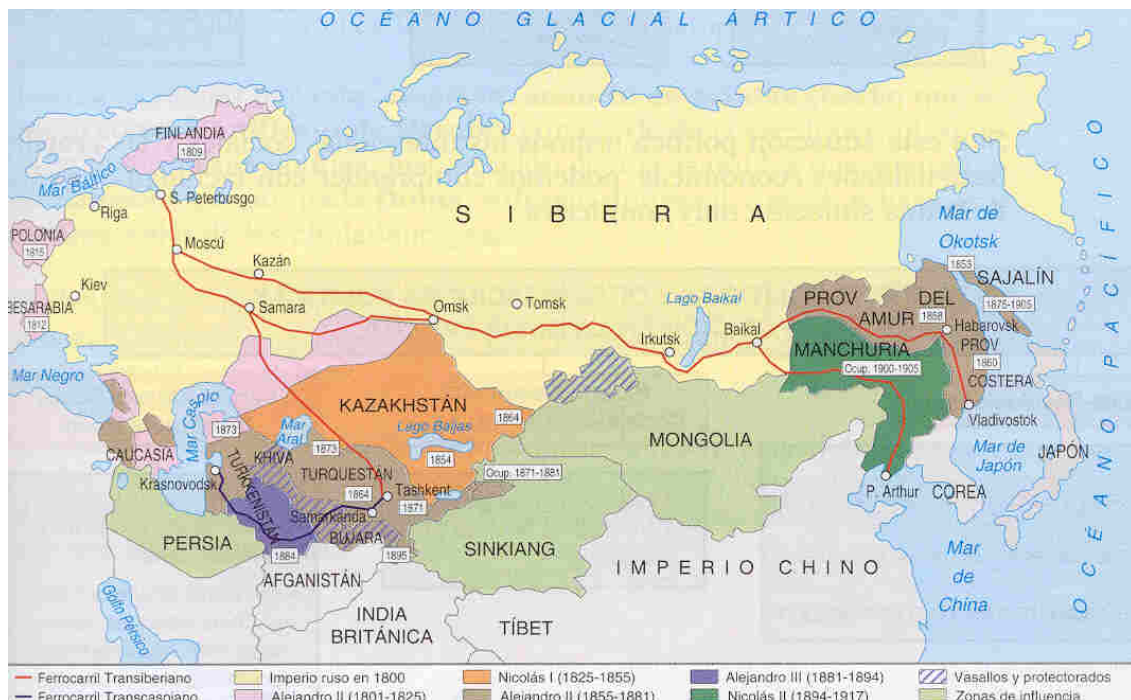 OCÉANO GLACIAL ÁRTICO
FINLANDIA
1809
Mar Báltico
S. Peterbusgo
Riga
POLONIA
1815
Moscú
Kazán
Kiev
BESARABIA
1812
Samara
Omsk
Tomsk
SIBERIA
Lago Baikal
Irkutsk
Baikal
Mar de
Okotsk
1853
SAJALÍN
1875-1905
PROV
DEL
1858
AMUR
Habarovsk
PROV
1860
COSTERA
MANCHURIA
Ocup. 1900-1905
Vladivostok
Mar Negro
Mar Caspio
1873
CAUCASIA
Mar
Aral
KAZAKHSTÁN
1864
Lago Baljas
1854
KHIVA
1873
TURQUESTÁN
Ocup. 1871-1881
1864
Tashkent
1871
Krasnovodsk
TURKKENISTÁN
Samarkanda
BUJARA
1884
1895
MONGOLIA
PERSIA
SINKIANG
AFGANISTÁN
INDIA
BRITÁNICA
TÍBET
IMPERIO CHINO
P. Arthur
COREA
Mar de
Japón
JAPÓN
Mar
de
China
Golfo Pérsico
OCÉANO PACÍFICO
Ferrocarril Transiberiano
Imperio ruso en 1800
Nicolás I (1825-1855)
Alejandro III (1881-1894)
Vasallos y protectorados
Ferrocarril Transcaspiano
Alejandro II (1801-1825)
Alejandro II (1855-1881)
Nicolás II (1894-1917)
Zonas de influencia